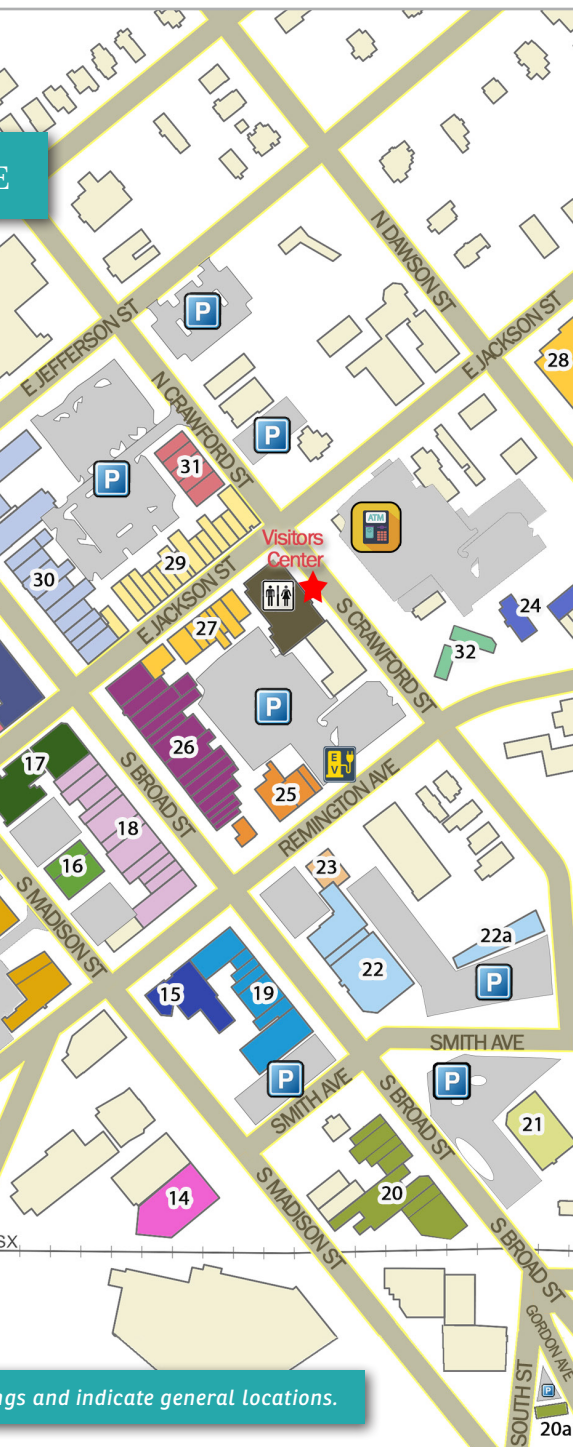 E
N DAWSON ST
E JACKSON ST
28
P
E JEFFERSON ST
N CRAWFORD ST
P
31
P
ATM
Visitors
Center
29
30
E JACKSON ST
S CRAWFORD ST
24
27
32
P
26
17
S BROAD ST
E
V
25
REMINGTON AVE
18
16
23
S MADISON ST
22a
22
P
15
19
SMITH AVE
P
SMITH AVE
P
S BROAD ST
21
14
20
S MADISON ST
SX
S BROAD ST
GORDON AVE
SOUTH ST
P
20a
ngs and indicate general locations.